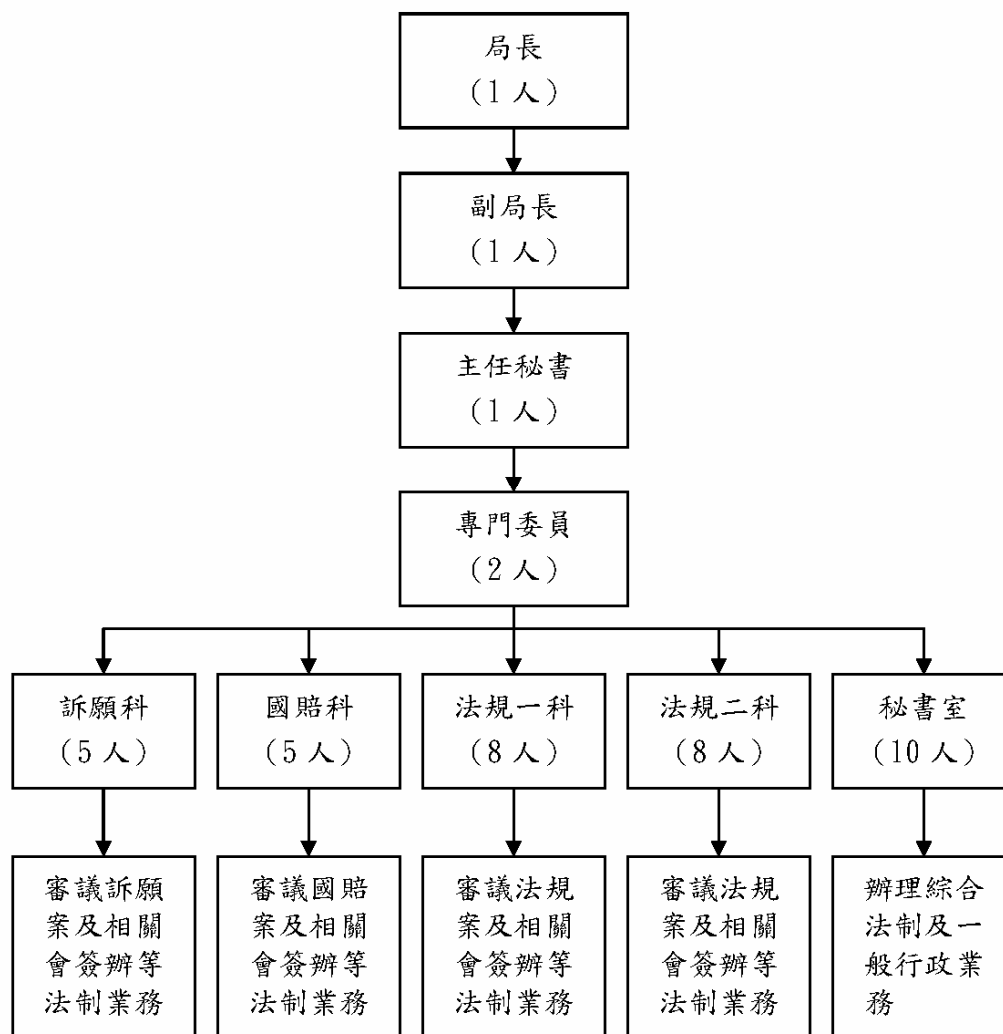 局長
（1 人）
副局長
（1 人）
主任秘書
（1 人）
專門委員
（2 人）
訴願科
（5 人）
國賠科
（5 人）
法規一科
（8 人）
法規二科
（8 人）
秘書室
（10 人）
審議訴願
案及相關
會簽辦等
法制業務
審議國賠
案及相關
會簽辦等
法制業務
審議法規
案及相關
會簽辦等
法制業務
審議法規
案及相關
會簽辦等
法制業務
辦理綜合
法制及一
般行政業
務